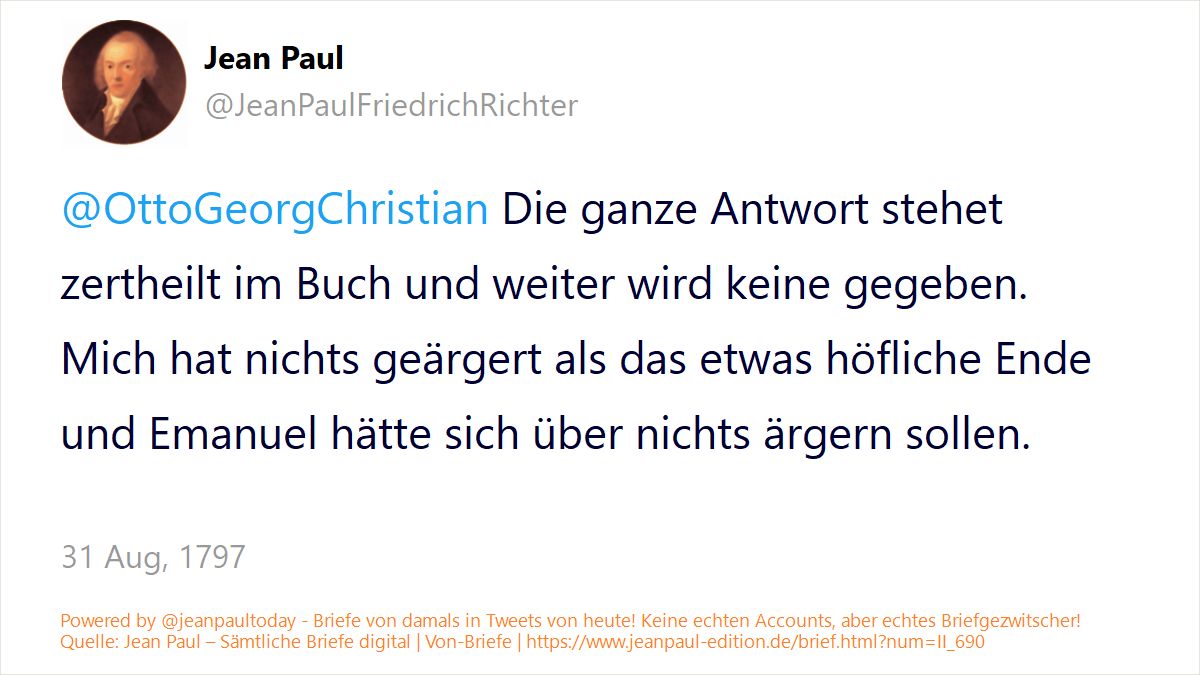 Jean Paul
@JeanPaulFriedrichRichter
@OttoGeorgChristian Die ganze Antwort stehet
zertheilt im Buch und weiter wird keine gegeben.
Mich hat nichts geärgert als das etwas höfliche Ende
und Emanuel hätte sich über nichts ärgern sollen.
31 Aug, 1797
Powered by @jeanpaultoday - Briefe von damals in Tweets von heute! Keine echten Accounts, aber echtes Briefgezwitscher!
Quelle: Jean Paul – Sämtliche Briefe digital | Von-Briefe | https://www.jeanpaul-edition.de/brief.html?num=II_690